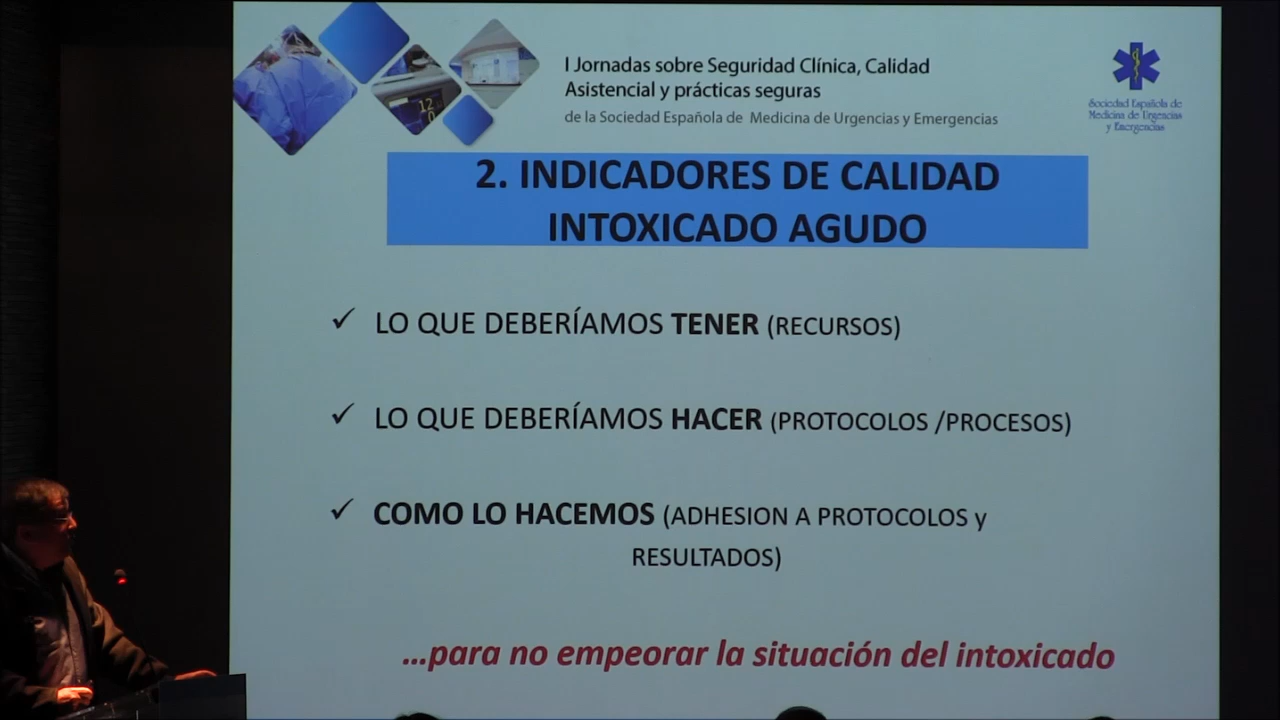 I Jornadas sobre Seguridad Clínica, Calidad
Asistencial y prácticas seguras
de la Sociedad Española de Medicina de Urgencias y Emergencias
Sociedad Española de
Medicina de Urgencias
y Emergencias
2. INDICADORES DE CALIDAD
INTOXICADO AGUDO
✓ LO QUE DEBERÍAMOS TENER (RECURSOS)
✓ LO QUE DEBERÍAMOS HACER (PROTOCOLOS /PROCESOS)
✓ COMO LO HACEMOS (ADHESION A PROTOCOLOS y
RESULTADOS)
...para no empeorar la situación del intoxicado